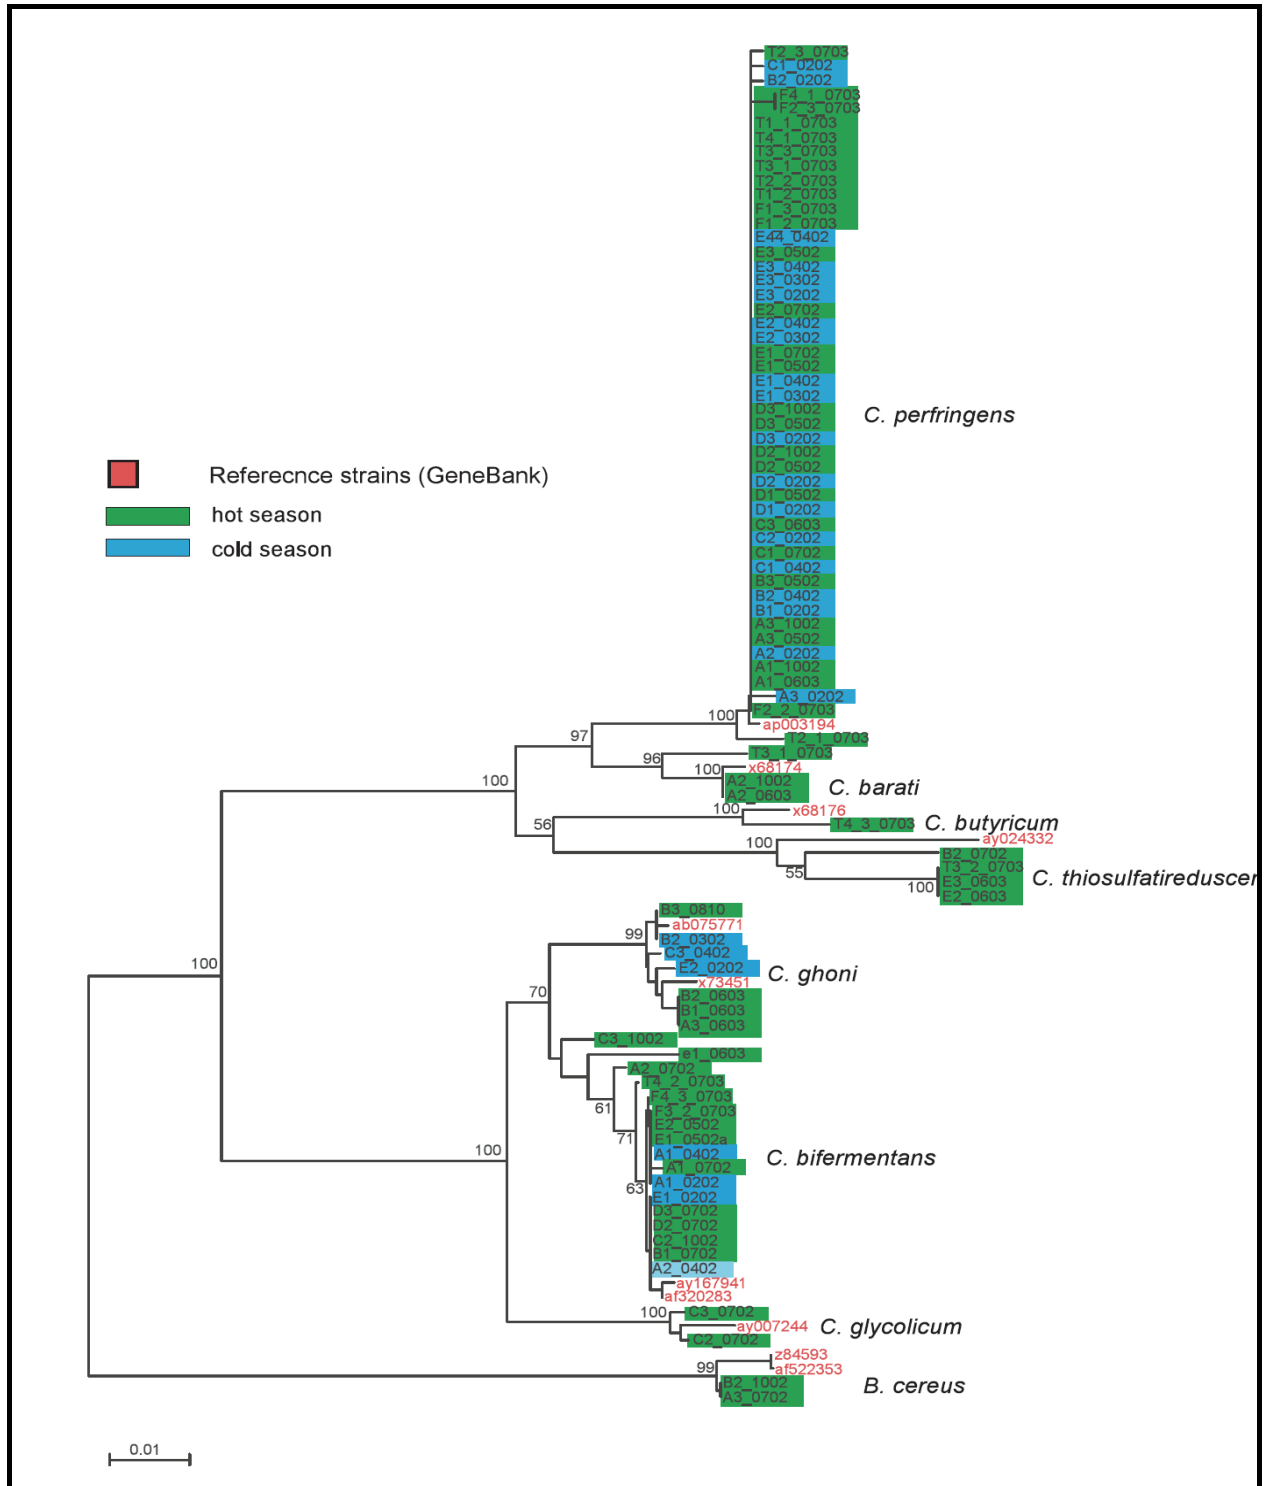 T2_3_0703
C1_0202
B2_0202
F4_1_0703
F2_3_0703
T1_1_0703
T4_1_0703
T3_3_0703
T3_1_0703
T2_2_0703
T1_2_0703
F1_3_0703
F1_2_0703
E44_0402
E3_0502
E3_0402
E3_0302
E3_0202
E2_0702
E2_0402
E2_0302
E1_0702
E1_0502
E1_0402
E1_0302
D3_1002
C. perfringens
D3_0502
D3_0202
D2_1002
D2_0502
Referecnce strains (GeneBank)
D2_0202
D1_0502
D1_0202
hot season
C3_0603
C2_0202
cold season
C1_0702
C1_0402
B3_0502
B2_0402
B1_0202
A3_1002
A3_0502
A2_0202
A1_1002
A1_0603
A3_0202
F2_2_0703
100
ap003194
97
T2_1_0703
T3_1_0703
96
x68174
100
100
A2_1002
C. barati
A2_0603
100
x68176
56
T4_3_0703
C. butyricum
ay024332
100
B2_0702
T3_2_0703
55
C. thiosulfatireduscer
E3_0603
100
E2_0603
B3_0810
ab075771
99
B2_0302
C3_0402
100
E2_0202
C. ghoni
x73451
70
B2_0603
B1_0603
A3_0603
C3_1002
e1_0603
A2_0702
T4_2_0703
F4_3_0703
61
F3_2_0703
E2_0502
71
E1_0502a
100
A1_0402
C. bifermentans
A1_0702
A1_0202
63
E1_0202
D3_0702
D2_0702
C2_1002
B1_0702
A2_0402
ay167941
af320283
100
C3_0702
ay007244
C. glycolicum
C2_0702
z84593
99
af522353
B2_1002
C. cereus
A3_0702
0.01